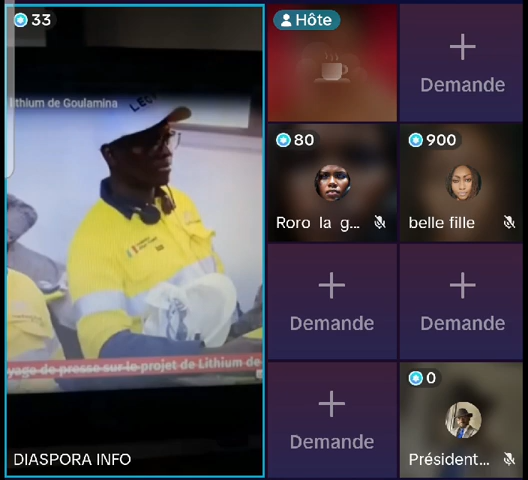 33
Hôte
Demande
lithium de Goulamina
80
900
Roro la g...
belle fille
Demande
Demande
yage de presse sur le projet de Lithium de
Demande
0
DIASPORA INFO
Président...